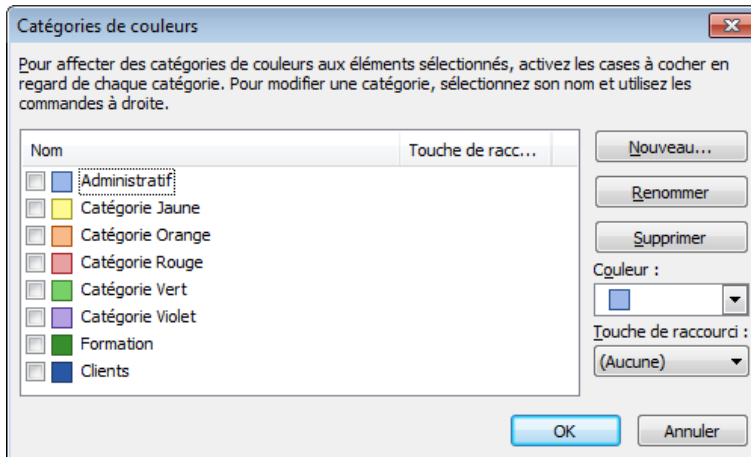 Catégories de couleurs
Pour affecter des catégories de couleurs aux éléments sélectionnés, activez les cases à cocher en
regard de chaque catégorie. Pour modifier une catégorie, sélectionnez son nom et utilisez les
commandes à droite.
Nom
Touche de racc...
Administratif
Catégorie Jaune
Catégorie Orange
Catégorie Rouge
Catégorie Vert
Catégorie Violet
Formation
Clients
Nouveau...
Renommer
Supprimer
Couleur :
Touche de raccourci :
(Aucune)
OK
Annuler